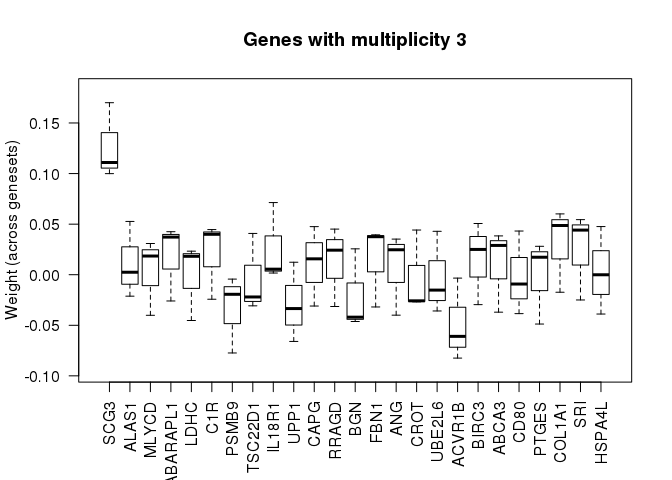 Genes with multiplicity 3
Weight (across genesets)
0.15
0.10
0.05
0.00
-0.05
-0.10
SCG3
ALAS1
MLYCD
ABARAPL1
LDHC
C1R
PSMB9
TSC22D1
IL18R1
UPP1
CAPG
RRAGD
BGN
FBN1
ANG
CROT
UBE2L6
ACVR1B
BIRC3
ABCA3
CD80
PTGES
COL1A1
SRI
HSPA4L